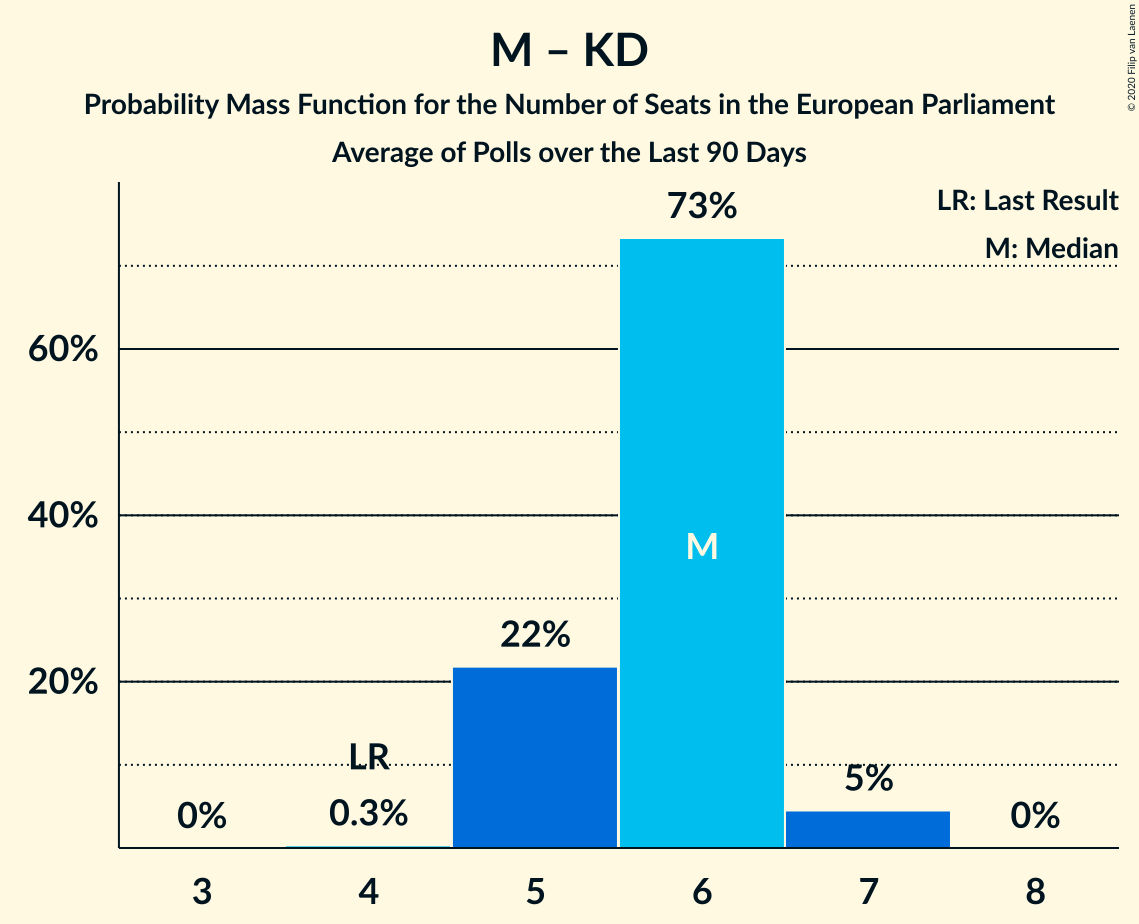 M – KD
Probability Mass Function for the Number of Seats in the European Parliament
Average of Polls over the Last 90 Days
© 2020 Filip van Laenen
LR: Last Result
M: Median
73%
60%
40%
M
22%
20%
LR
5%
0%
0.3%
0%
3
4
5
6
7
8